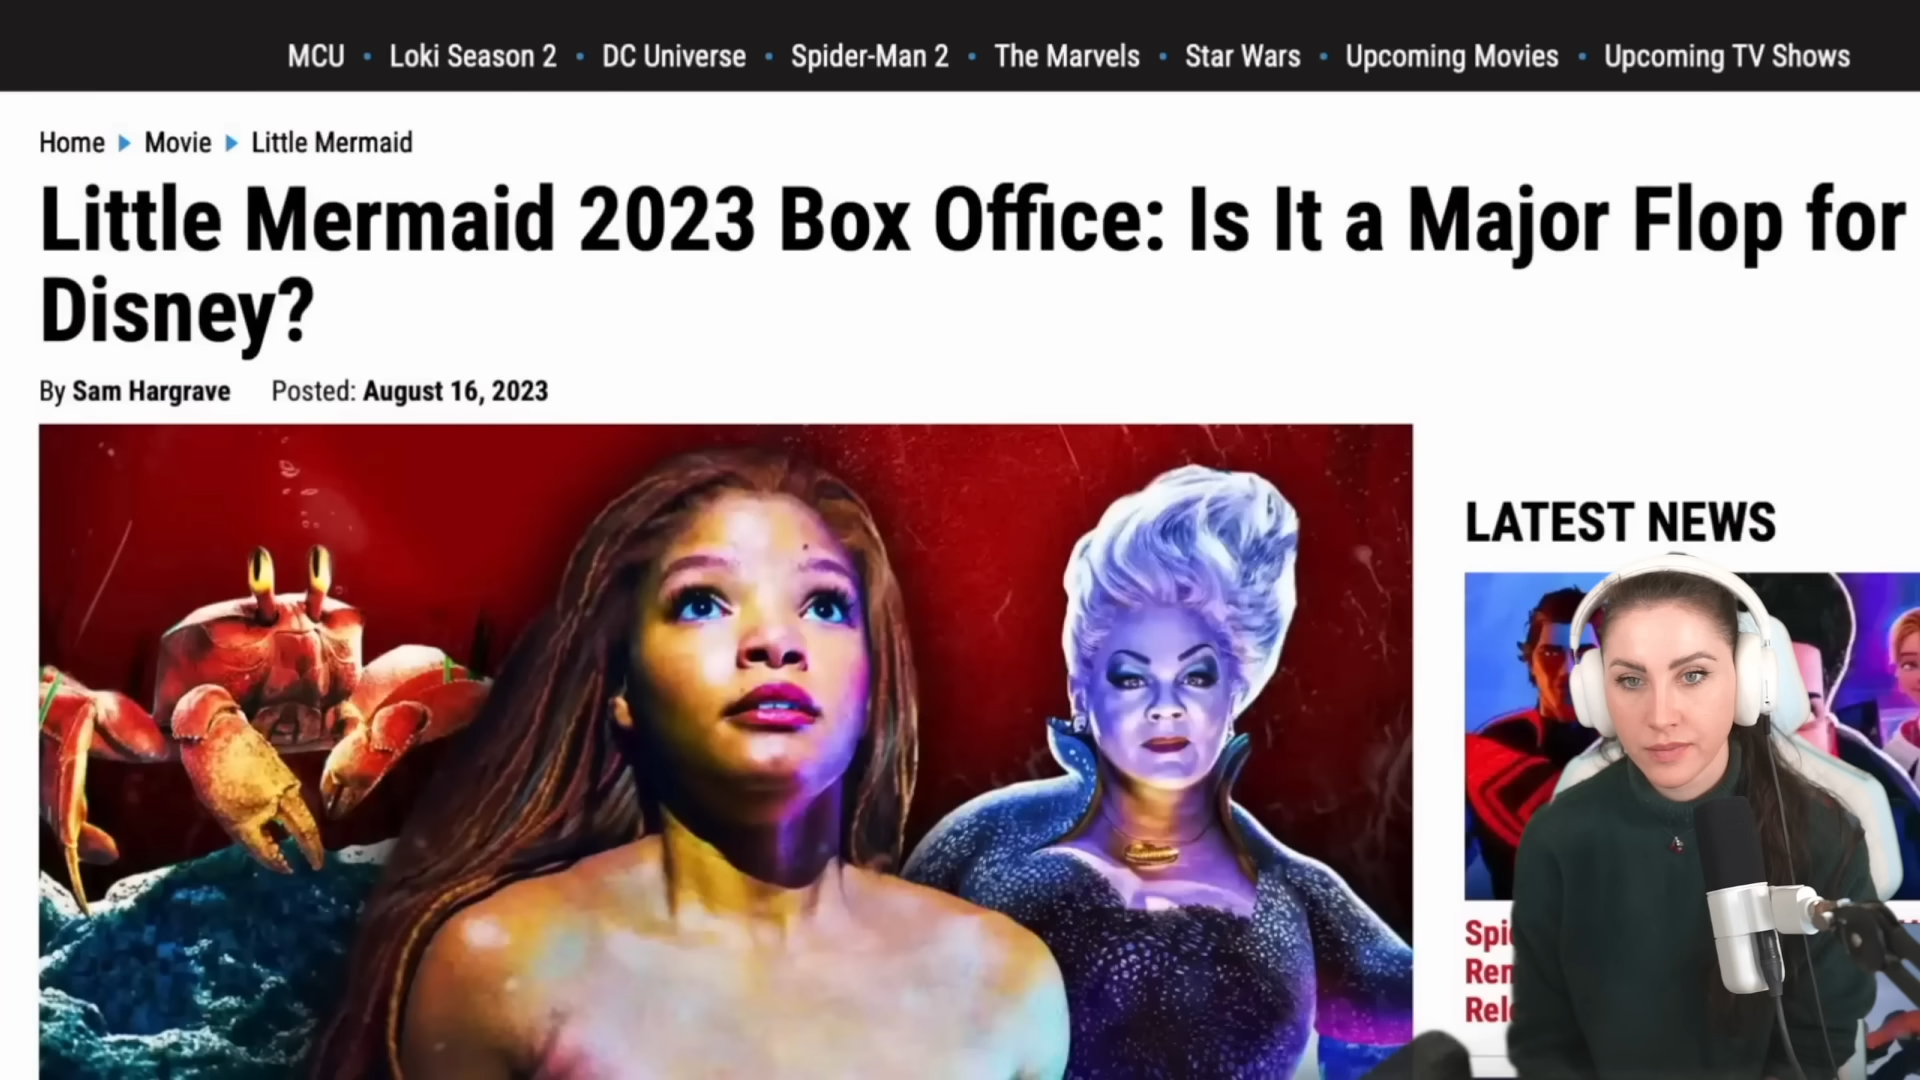 MCU • Loki Season 2 • DC Universe • Spider-Man 2 • The Marvels • Star Wars • Upcoming Movies • Upcoming TV Shows
Home ▶ Movie ▶ Little Mermaid
Little Mermaid 2023 Box Office: Is It a Major Flop for
Disney?
By Sam Hargrave Posted: August 16, 2023
LATEST NEWS